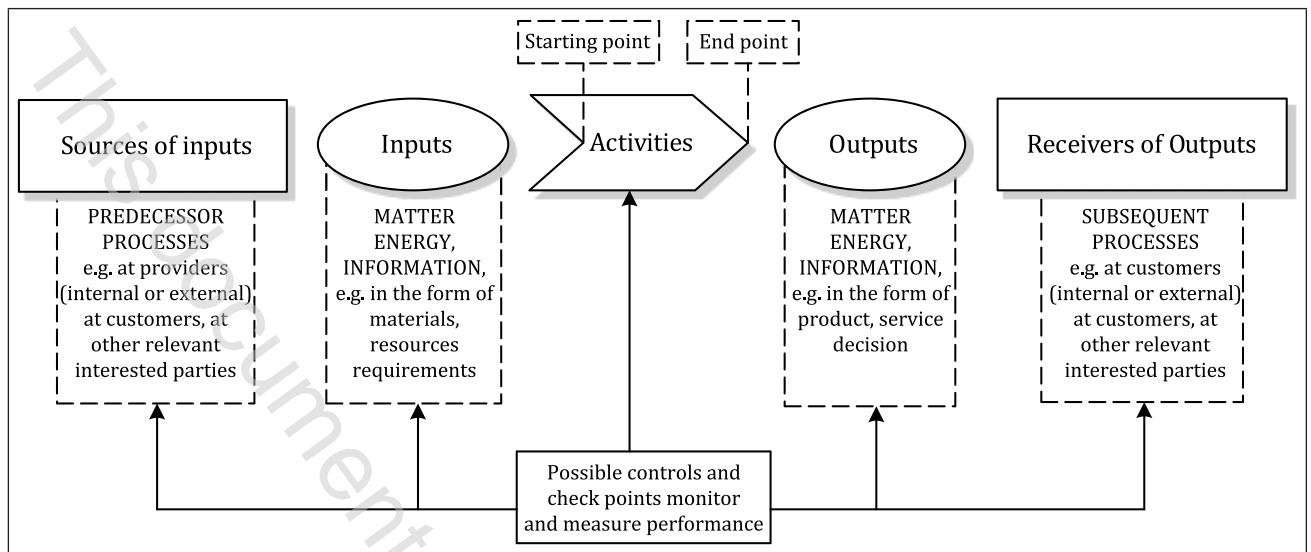 Starting point
End point
Sources of inputs
Inputs
Activities
Outputs
Receivers of Outputs
PREDECESSOR
PROCESSES
e.g. at providers
(internal or external)
at customers, at
other relevant
interested parties
MATTER
ENERGY,
INFORMATION,
e.g. in the form of
materials,
resources
requirements
MATTER
ENERGY,
INFORMATION,
e.g. in the form of
product, service
decision
SUBSEQUENT
PROCESSES
e.g. at customers
(internal or external)
at customers, at
other relevant
interested parties
Possible controls and
check points monitor
and measure performance
This document